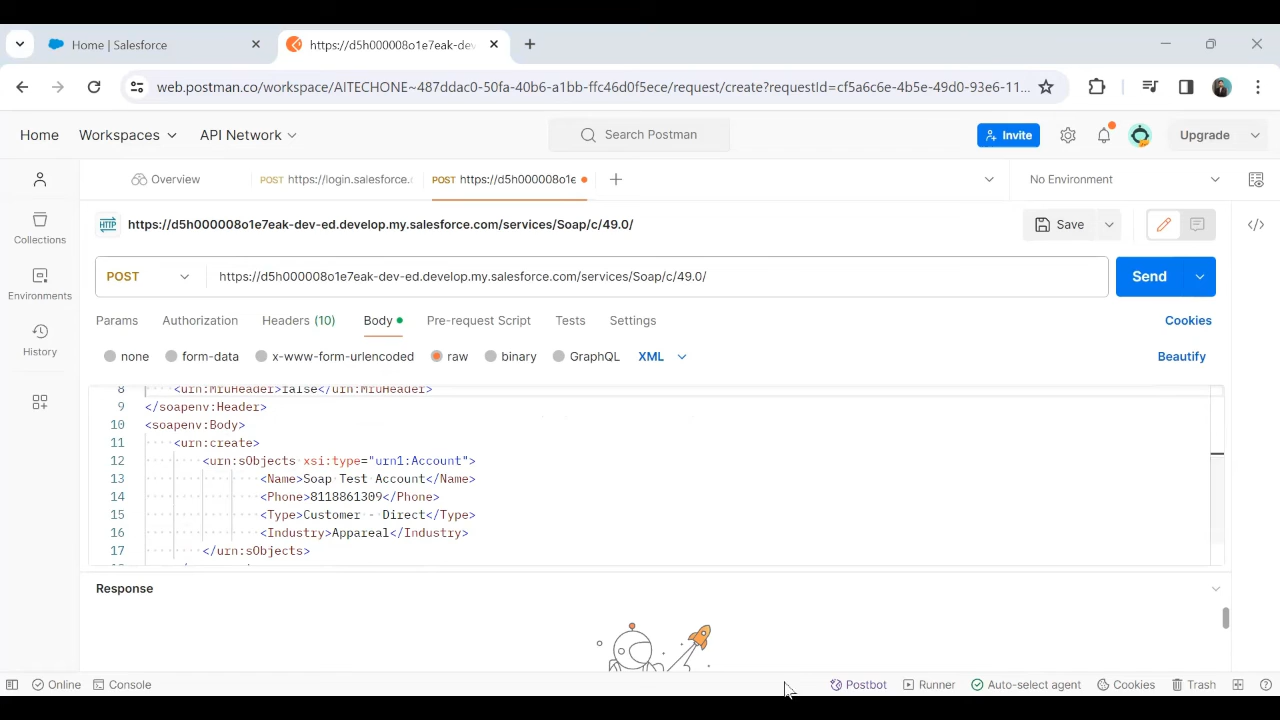 Home | Salesforce
https://d5h000008o1e7eak-dev
web.postman.co/workspace/AITECHONE~487ddac0-50fa-40b6-a1bb-ffc46d0f5ece/request/create?requestId=cf5a6c6e-4b5e-49d0-93e6-11...
Home Workspaces API Network Search Postman Invite Upgrade
Overview POST https://login.salesforce. POST https://d5h000008o1e No Environment
HTTP https://d5h000008o1e7eak-dev-ed.develop.my.salesforce.com/services/Soap/c/49.0/ Save
Collections
POST https://d5h000008o1e7eak-dev-ed.develop.my.salesforce.com/services/Soap/c/49.0/ Send
Environments
Params Authorization Headers (10) Body Pre-request Script Tests Settings Cookies
History
none form-data x-www-form-urlencoded raw binary GraphQL XML Beautify
8 <urn:MruHeader>false</urn:MruHeader>
9 </soapenv:Header>
10 <soapenv:Body>
11 <urn:create>
12 <urn:sObjects xsi:type="urn1:Account">
13 <Name>Soap Test Account</Name>
14 <Phone>8118861309</Phone>
15 <Type>Customer - Direct</Type>
16 <Industry>Appareal</Industry>
17 </urn:sObjects>
Response
Online Console Postbot Runner Auto-select agent Cookies Trash